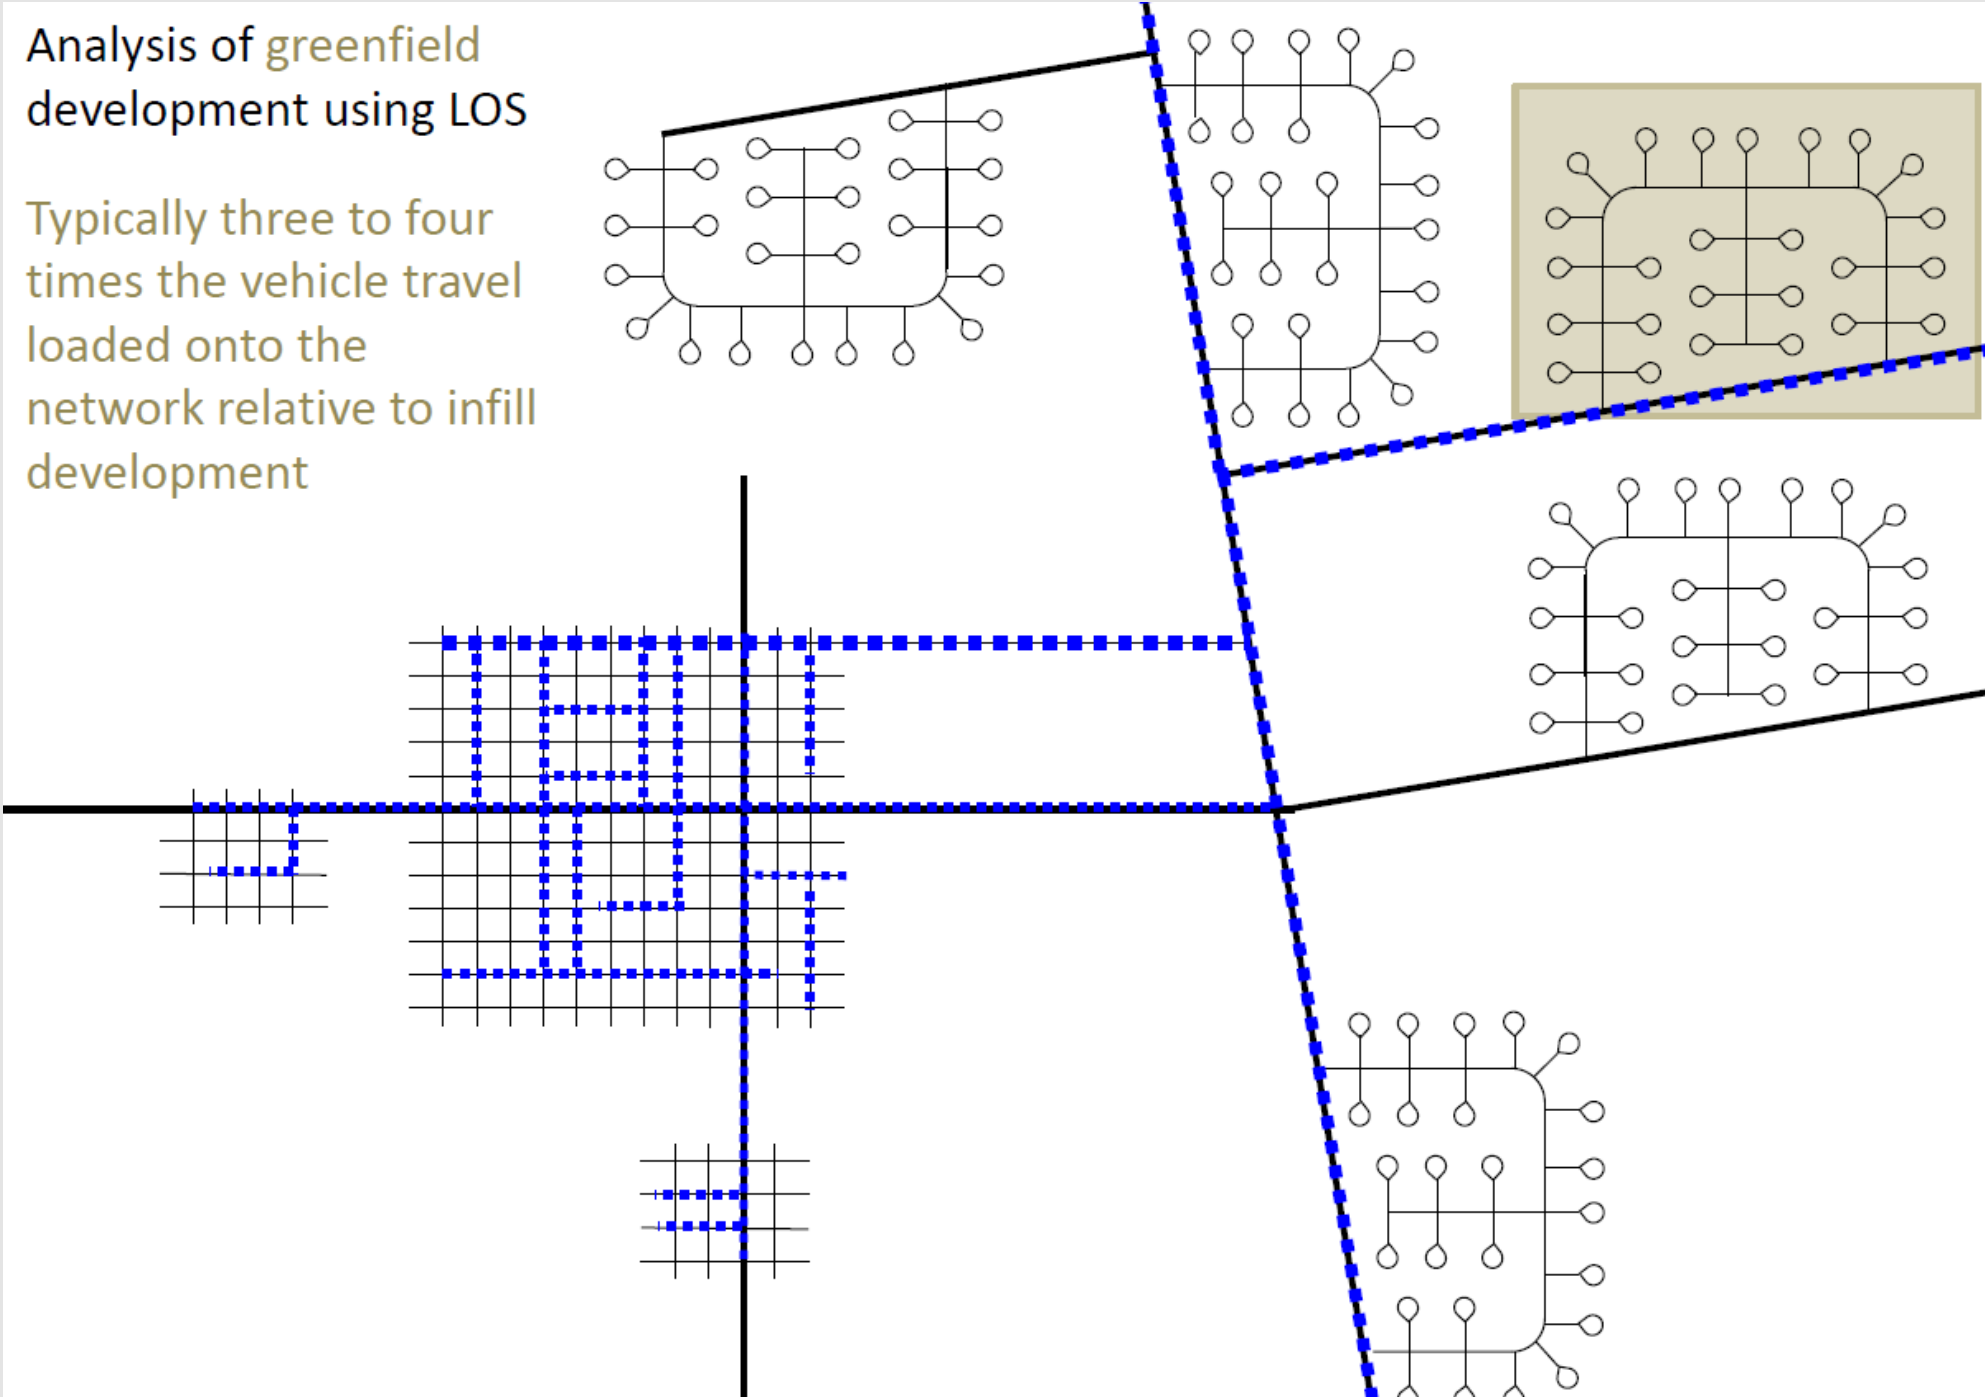 Analysis of greenfield
development using LOS
Typically three to four
times the vehicle travel
loaded onto the
network relative to infill
development